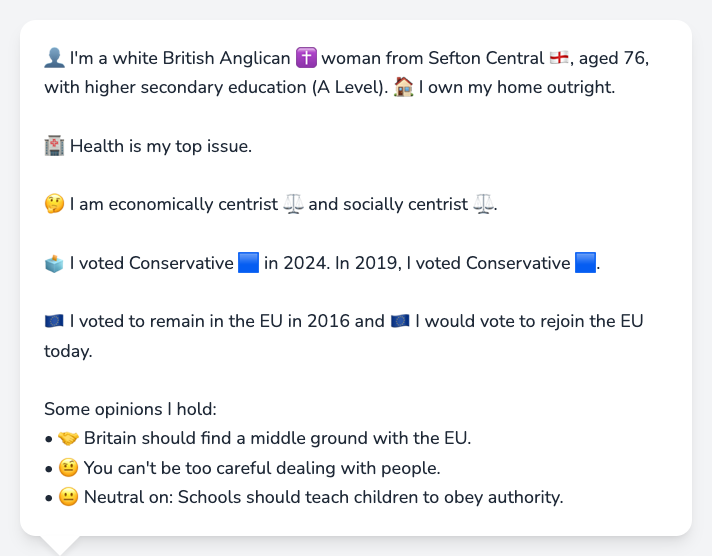 👤 I'm a white British Anglican ✝️ woman from Sefton Central 🏴󠁧󠁢󠁥󠁮󠁧󠁿, aged 76,
with higher secondary education (A Level). 🏠 I own my home outright.
🏥 Health is my top issue.
🤔 I am economically centrist ⚖️ and socially centrist ⚖️.
🗳️ I voted Conservative 🟦 in 2024. In 2019, I voted Conservative 🟦.
🇪🇺 I voted to remain in the EU in 2016 and 🇪🇺 I would vote to rejoin the EU
today.
Some opinions I hold:
• 🤝 Britain should find a middle ground with the EU.
• 🤨 You can't be too careful dealing with people.
• 😐 Neutral on: Schools should teach children to obey authority.